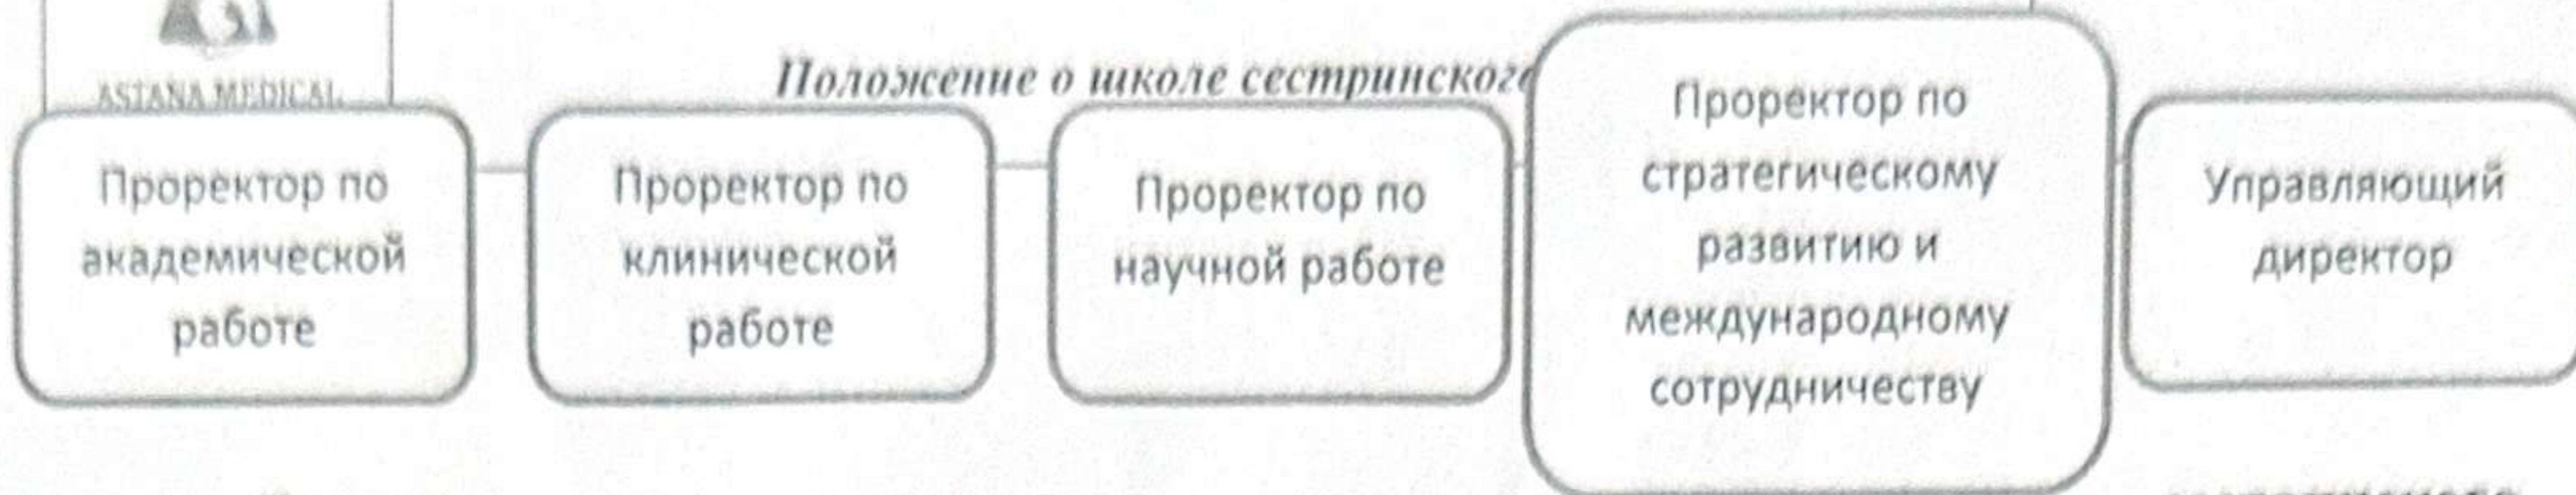 ASTANA MEDICAL
Положение о школе сестринского
Проректор по
академической
работе
Проректор по
клинической
работе
Проректор по
научной работе
Проректор по
стратегическому
развитию и
международному
сотрудничеству
Управляющий
директор